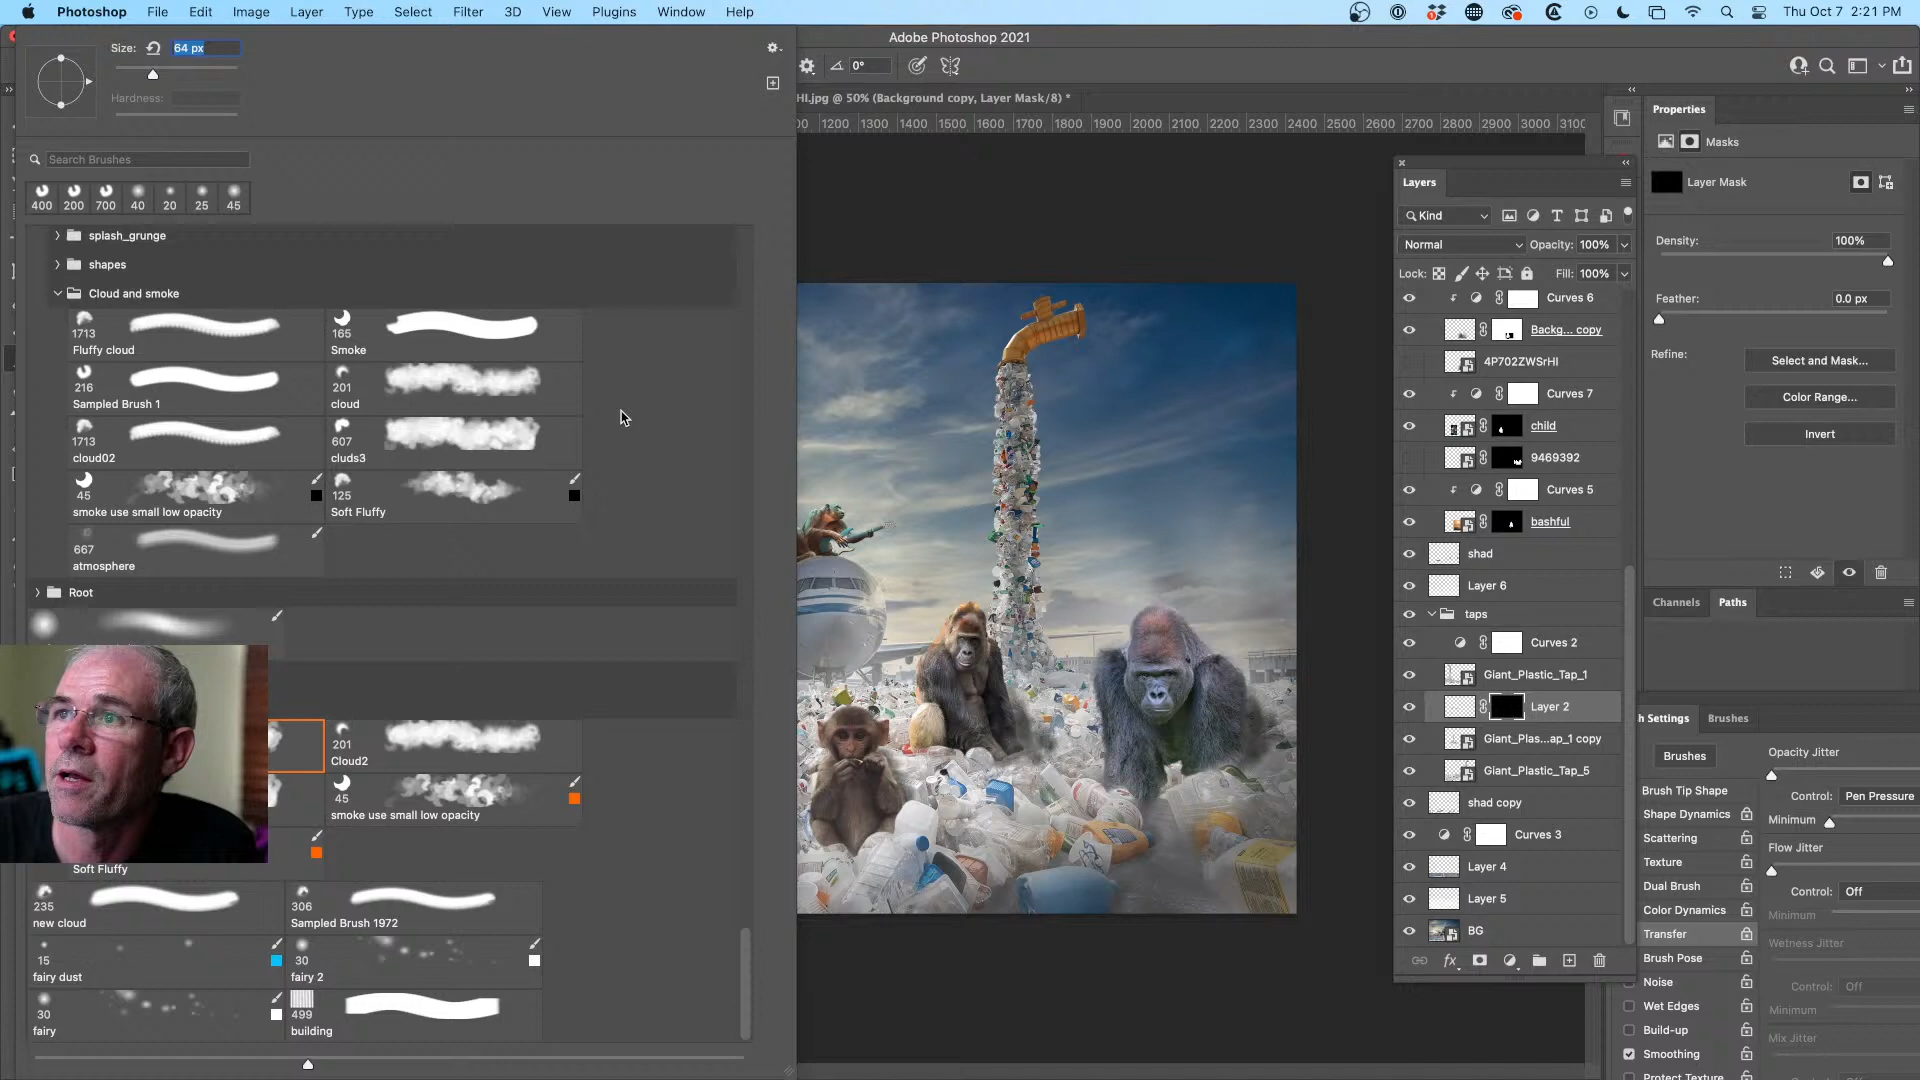 Photoshop File Edit Image Layer Type Select Filter 3D View Plugins Window Help Thu Oct 7 2:21 PM
Adobe Photoshop 2021
Size: 64 px
0°
Hardness:
HI.jpg @ 50% (Background copy, Layer Mask/8) *
1200 1300 1400 1500 1600 1700 1800 1900 2000 2100 2200 2300 2400 2500 2600 2700 2800 2900 3000
Search Brushes
400 200 700 40 20 25 45
splash_grunge
shapes
Cloud and smoke
1713 165
Fluffy cloud Smoke
216 201
Sampled Brush 1 cloud
1713 607
cloud02 cluds3
45 125
smoke use small low opacity Soft Fluffy
667
atmosphere
Root
201
Cloud2
45
smoke use small low opacity
Soft Fluffy
235 306
new cloud Sampled Brush 1972
15 30
fairy dust fairy 2
30 499
fairy building
Layers
Kind
Normal Opacity: 100%
Lock: Fill: 100%
Curves 6
Backg... copy
4P702ZWSrHI
Curves 7
child
9469392
Curves 5
bashful
shad
Layer 6
taps
Curves 2
Giant_Plastic_Tap_1
Layer 2
Giant_Plas...ap_1 copy
Giant_Plastic_Tap_5
shad copy
Curves 3
Layer 4
Layer 5
BG
fx
Properties
Masks
Layer Mask
Density: 100%
Feather: 0.0 px
Refine: Select and Mask...
Color Range...
Invert
Channels Paths
h Settings Brushes
Brushes
Opacity Jitter
Brush Tip Shape
Control: Pen Pressure
Shape Dynamics
Minimum
Scattering
Flow Jitter
Texture
Dual Brush
Control: Off
Color Dynamics
Minimum
Transfer
Wetness Jitter
Brush Pose
Noise
Control: Off
Wet Edges
Minimum
Build-up
Mix Jitter
Smoothing
Protect Texture